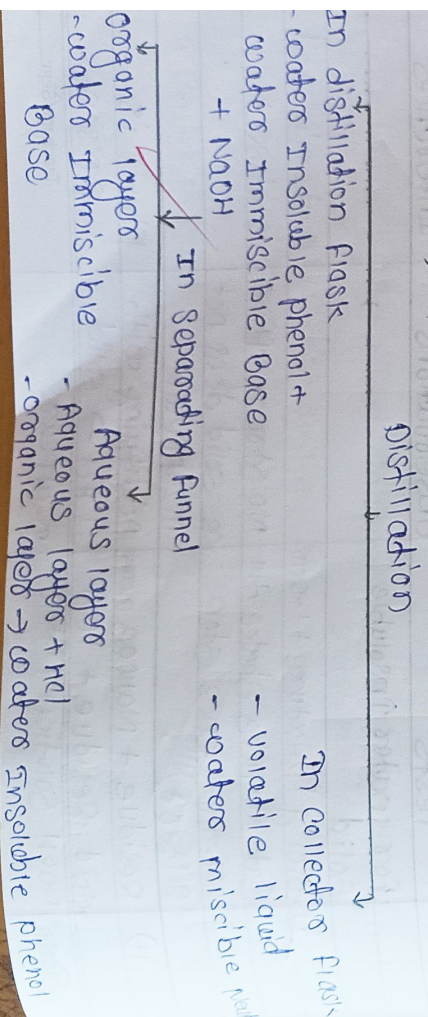 Distillation
In distillation flask
- water Insoluble phenol +
water Immiscible Base
+ NaOH
In Collector flask
- volatile liquid
- water miscible
In Separating funnel
Organic layer
- water Immiscible
Base
Aqueous layer
- Aqueous layer + HCl
- Organic layer → water Insoluble phenol